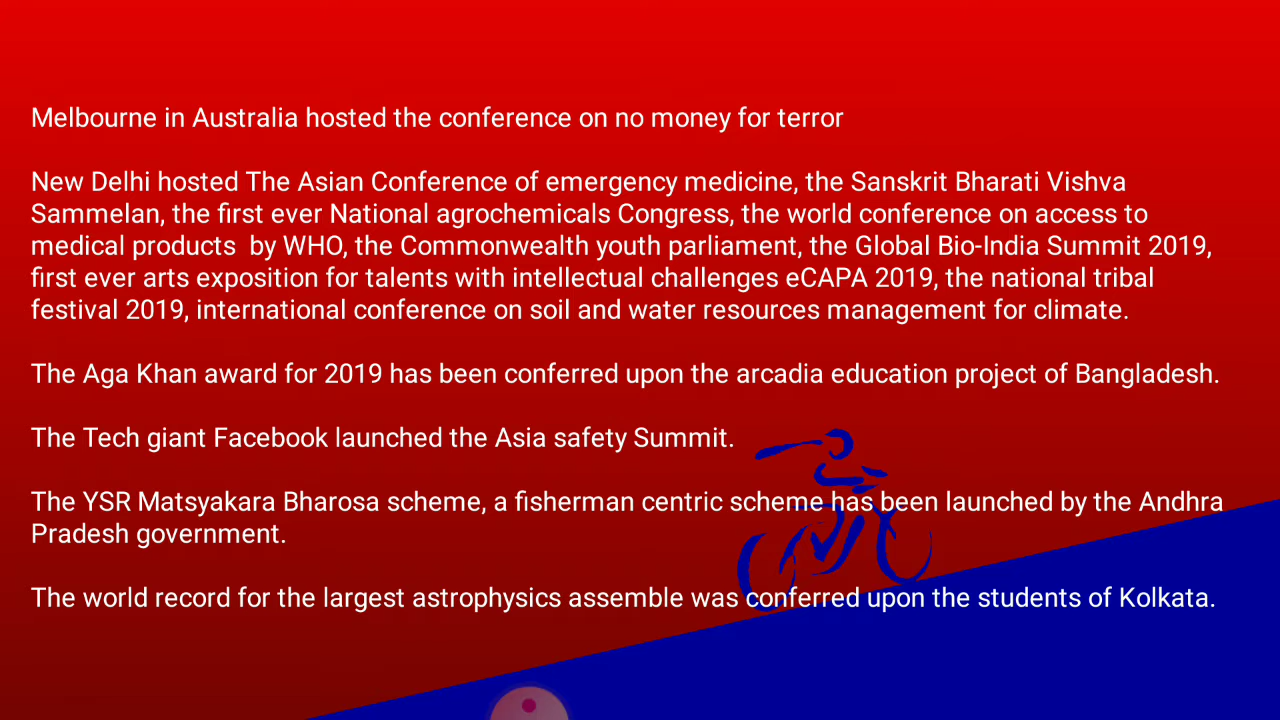 Melbourne in Australia hosted the conference on no money for terror
New Delhi hosted The Asian Conference of emergency medicine, the Sanskrit Bharati Vishva
Sammelan, the first ever National agrochemicals Congress, the world conference on access to
medical products  by WHO, the Commonwealth youth parliament, the Global Bio-India Summit 2019,
first ever arts exposition for talents with intellectual challenges eCAPA 2019, the national tribal
festival 2019, international conference on soil and water resources management for climate.
The Aga Khan award for 2019 has been conferred upon the arcadia education project of Bangladesh.
The Tech giant Facebook launched the Asia safety Summit.
The YSR Matsyakara Bharosa scheme, a fisherman centric scheme has been launched by the Andhra
Pradesh government.
The world record for the largest astrophysics assemble was conferred upon the students of Kolkata.